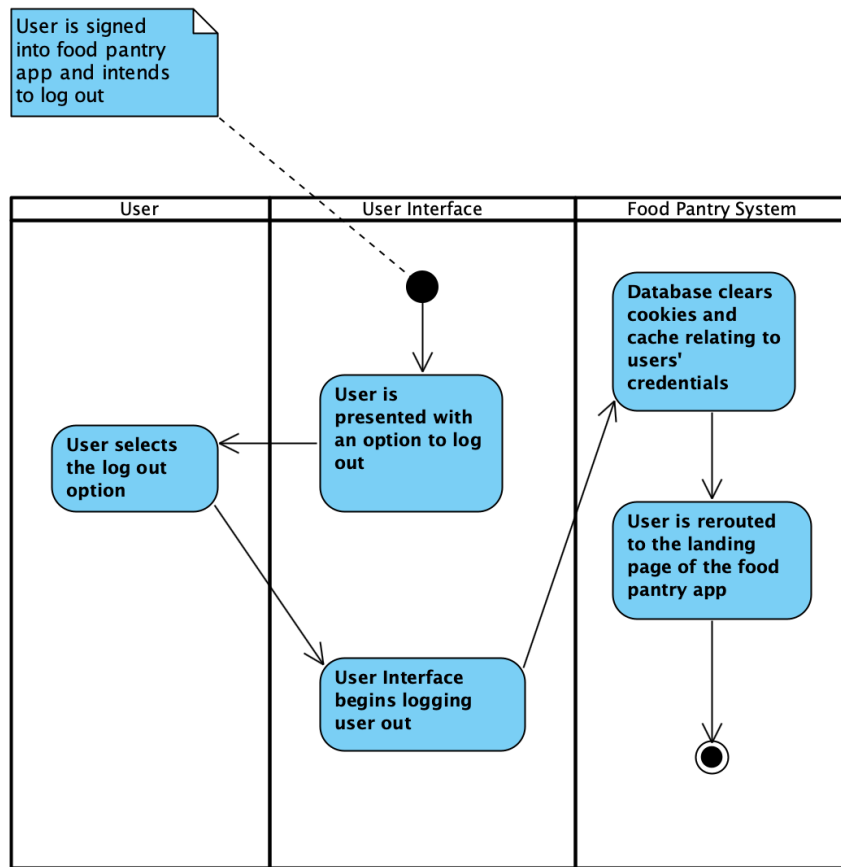 User is signed
into food pantry
app and intends
to log out
User
User Interface
Food Pantry System
Database clears
cookies and
cache relating to
users'
credentials
User is
presented with
an option to log
out
User selects
the log out
option
User is rerouted
to the landing
page of the food
pantry app
User Interface
begins logging
user out